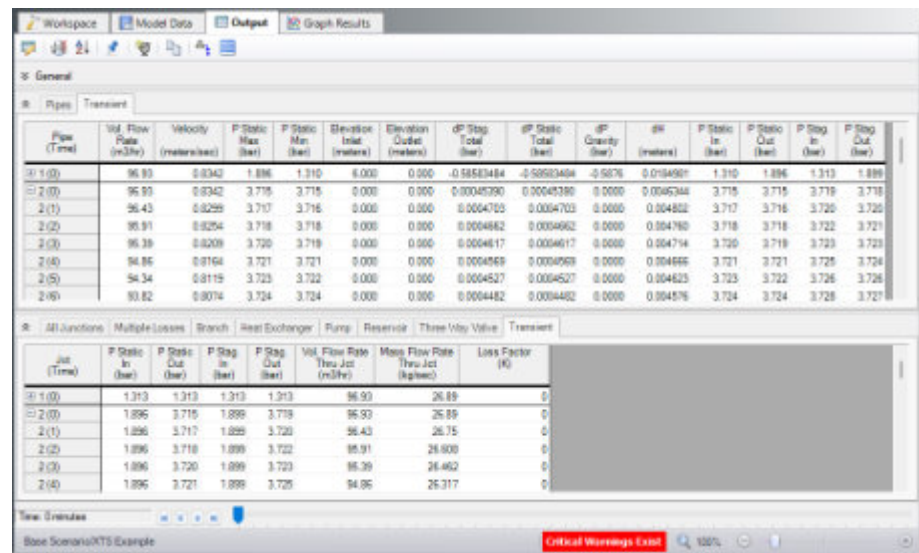 Workspace Model Data Output Graph Results
General
Pipes Transient
Pipe (Time) Vol. Flow Rate (m3/hr) Velocity (meters/sec) P Static Max (bar) P Static Min (bar) Elevation Inlet (meters) Elevation Outlet (meters) dP Stag. Total (bar) dP Static Total (bar) dP Gravity (bar) dH (meters) P Static In (bar) P Static Out (bar) P Stag. In (bar) P Stag. Out (bar)
1 (0) 96.93 0.8342 1.896 1.310 6.000 0.000 -0.58583484 -0.58583484 -0.5876 1.310 1.896 1.313 1.899
2 (0) 96.93 0.8342 3.715 3.715 0.000 0.000 0.00045390 0.00045390 0.0000 0.0046344 3.715 3.715 3.719 3.718
2 (1) 96.43 0.8299 3.717 3.716 0.000 0.000 0.0004703 0.0004703 0.0000 0.004802 3.717 3.716 3.720 3.720
2 (2) 95.91 0.8254 3.718 3.718 0.000 0.000 0.0004662 0.0004662 0.0000 0.004760 3.718 3.718 3.722 3.721
2 (3) 95.39 0.8209 3.720 3.719 0.000 0.000 0.0004617 0.0004617 0.0000 0.004714 3.720 3.719 3.723 3.723
2 (4) 94.86 0.8164 3.721 3.721 0.000 0.000 0.0004569 0.0004569 0.0000 0.004666 3.721 3.721 3.725 3.724
2 (5) 94.34 0.8119 3.723 3.722 0.000 0.000 0.0004527 0.0004527 0.0000 0.004623 3.723 3.722 3.726 3.726
2 (6) 93.82 0.8074 3.724 3.724 0.000 0.000 0.0004482 0.0004482 0.0000 0.004576 3.724 3.724 3.728 3.727
All Junctions Multiple Losses Branch Heat Exchanger Pump Reservoir Three Way Valve Transient
Jct (Time) P Static In (bar) P Static Out (bar) P Stag. In (bar) P Stag. Out (bar) Vol. Flow Rate Thru Jct (m3/hr) Mass Flow Rate Thru Jct (kg/sec) Loss Factor (K)
1 (0) 1.313 1.313 1.313 1.313 96.93 26.89 0
2 (0) 1.896 3.715 1.899 3.719 96.93 26.89 0
2 (1) 1.896 3.717 1.899 3.720 96.43 26.75 0
2 (2) 1.896 3.718 1.899 3.722 95.91 26.608 0
2 (3) 1.896 3.720 1.899 3.723 95.39 26.462 0
2 (4) 1.896 3.721 1.899 3.725 94.86 26.317 0
Time: 0 minutes
Base Scenario/XTS Example Critical Warnings Exist 100%